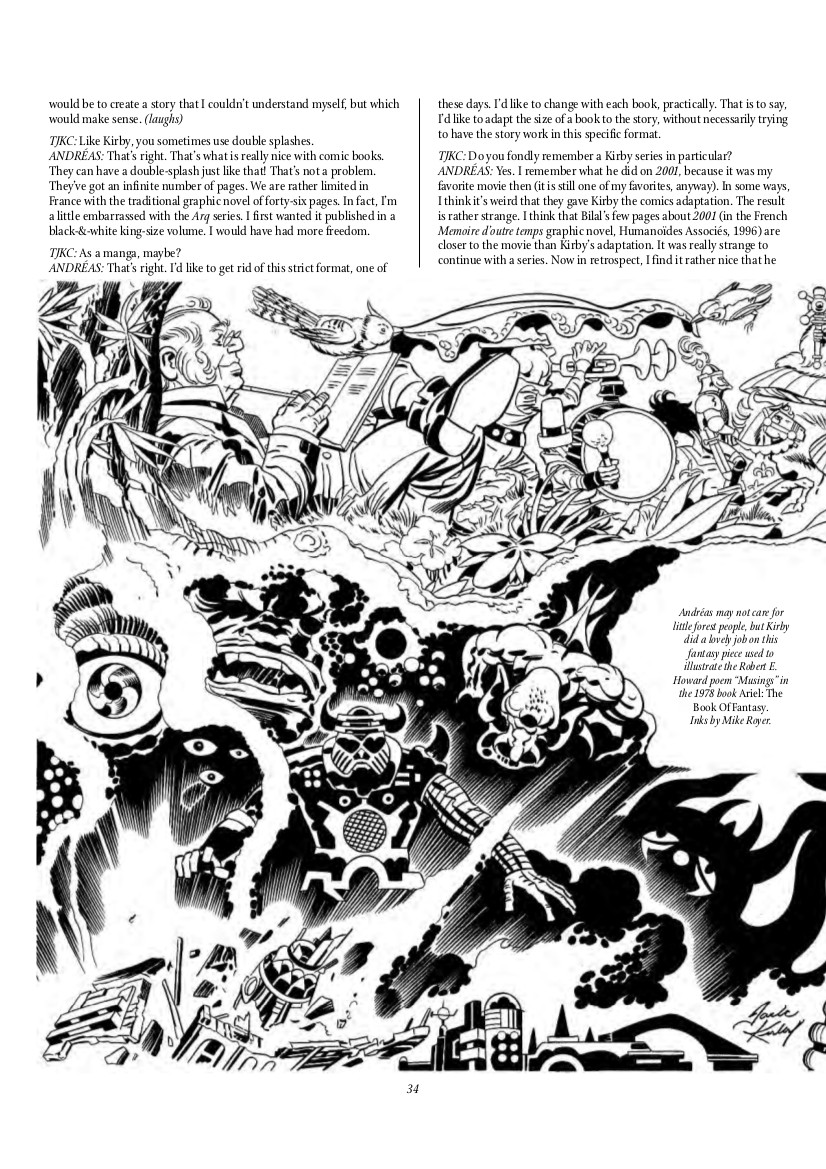 would be to create a story that I couldn't understand myself, but which
would make sense. (laughs)
TJKC: Like Kirby, you sometimes use double splashes.
ANDRÉAS: That's right. That's what is really nice with comic books.
They can have a double-splash just like that! That's not a problem.
They've got an infinite number of pages. We are rather limited in
France with the traditional graphic novel of forty-six pages. In fact, I'm
a little embarrassed with the Arq series. I first wanted it published in a
black-&-white king-size volume. I would have had more freedom.
TJKC: As a manga, maybe?
ANDRÉAS: That's right. I'd like to get rid of this strict format, one of
these days. I'd like to change with each book, practically. That is to say,
I'd like to adapt the size of a book to the story, without necessarily trying
to have the story work in this specific format.
TJKC: Do you fondly remember a Kirby series in particular?
ANDRÉAS: Yes. I remember what he did on 2001, because it was my
favorite movie then (it is still one of my favorites, anyway). In some ways,
I think it's weird that they gave Kirby the comics adaptation. The result
is rather strange. I think that Bilal's few pages about 2001 (in the French
Memoire d'outre temps graphic novel, Humanoïdes Associés, 1996) are
closer to the movie than Kirby's adaptation. It was really strange to
continue with a series. Now in retrospect, I find it rather nice that he
Andréas may not care for
little forest people, but Kirby
did a lovely job on this
fantasy piece used to
illustrate the Robert E.
Howard poem "Musings" in
the 1978 book Ariel: The
Book Of Fantasy.
Inks by Mike Royer.
Jack
Kirby
34